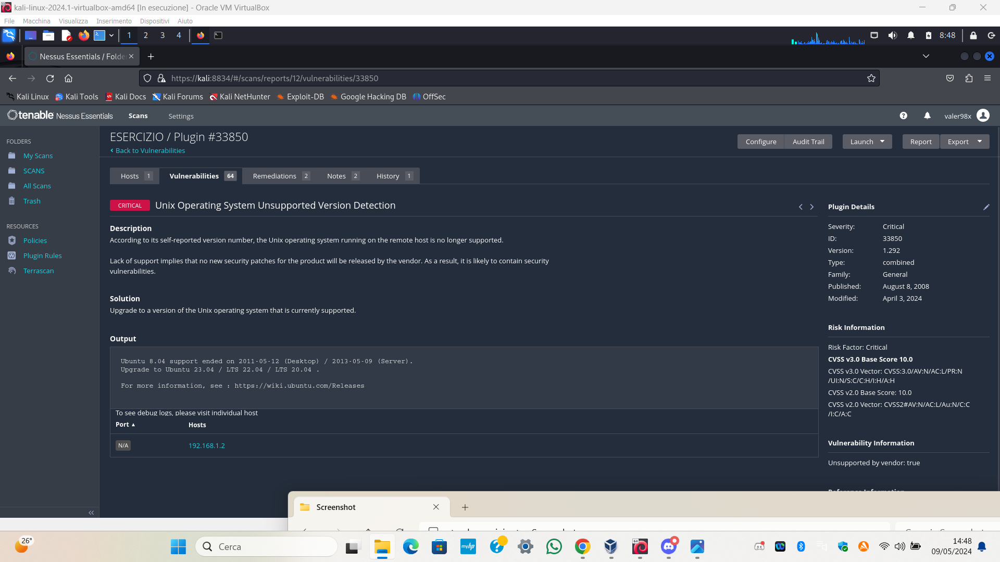 kali-linux-2024.1-virtualbox-amd64 [In esecuzione] - Oracle VM VirtualBox
File Macchina Visualizza Inserimento Dispositivi Aiuto
1 2 3 4 8:48
Nessus Essentials / Folde
https://kali:8834/#/scans/reports/12/vulnerabilities/33850
Kali Linux Kali Tools Kali Docs Kali Forums Kali NetHunter Exploit-DB Google Hacking DB OffSec
tenable Nessus Essentials Scans Settings valer98x
FOLDERS
My Scans
SCANS
All Scans
Trash
RESOURCES
Policies
Plugin Rules
Terrascan
ESERCIZIO / Plugin #33850
Back to Vulnerabilities
Configure Audit Trail Launch Report Export
Hosts 1 Vulnerabilities 64 Remediations 2 Notes 2 History 1
CRITICAL Unix Operating System Unsupported Version Detection
Description
According to its self-reported version number, the Unix operating system running on the remote host is no longer supported.
Lack of support implies that no new security patches for the product will be released by the vendor. As a result, it is likely to contain security
vulnerabilities.
Solution
Upgrade to a version of the Unix operating system that is currently supported.
Output
Ubuntu 8.04 support ended on 2011-05-12 (Desktop) / 2013-05-09 (Server).
Upgrade to Ubuntu 23.04 / LTS 22.04 / LTS 20.04 .
For more information, see : https://wiki.ubuntu.com/Releases
To see debug logs, please visit individual host
Port Hosts
N/A 192.168.1.2
Plugin Details
Severity: Critical
ID: 33850
Version: 1.292
Type: combined
Family: General
Published: August 8, 2008
Modified: April 3, 2024
Risk Information
Risk Factor: Critical
CVSS v3.0 Base Score 10.0
CVSS v3.0 Vector: CVSS:3.0/AV:N/AC:L/PR:N
/UI:N/S:C/C:H/I:H/A:H
CVSS v2.0 Base Score: 10.0
CVSS v2.0 Vector: CVSS2#AV:N/AC:L/Au:N/C:C
/I:C/A:C
Vulnerability Information
Unsupported by vendor: true
Reference Information
Screenshot
26°
Cerca
myhp
14:48
09/05/2024